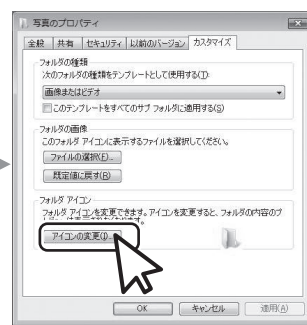 写真のプロパティ
全般 共有 セキュリティ 以前のバージョン カスタマイズ
フォルダの種類
次のフォルダの種類をテンプレートとして使用する(T):
画像またはビデオ
このテンプレートをすべてのサブ フォルダに適用する(S)
フォルダの画像
このフォルダ アイコンに表示するファイルを選択してください。
ファイルの選択(F)...
既定値に戻す(R)
フォルダ アイコン
フォルダ アイコンを変更できます。アイコンを変更すると、フォルダの内容のプ
アイコンの変更(I)...
OK キャンセル 適用(A)